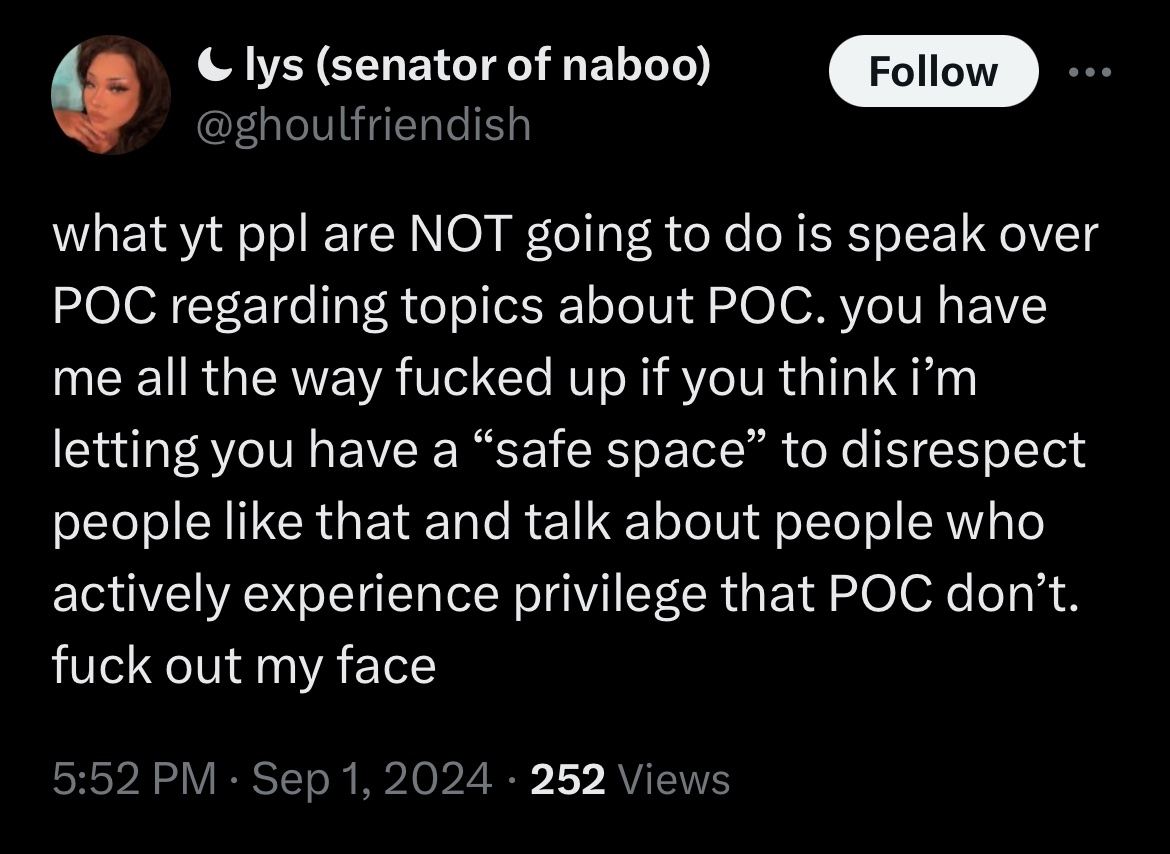 lys (senator of naboo)
Follow
@ghoulfriendish
what yt ppl are NOT going to do is speak over
POC regarding topics about POC. you have
me all the way fucked up if you think i’m
letting you have a “safe space” to disrespect
people like that and talk about people who
actively experience privilege that POC don’t.
fuck out my face
5:52 PM · Sep 1, 2024 · 252 Views